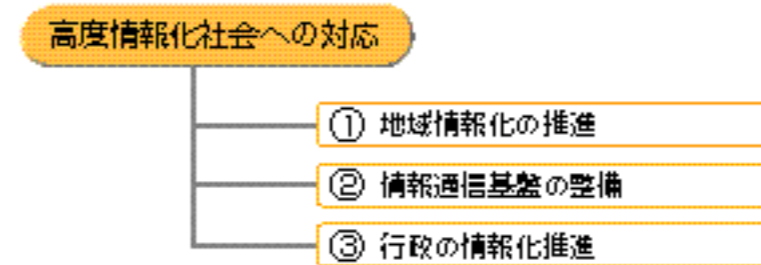 高度情報化社会への対応
① 地域情報化の推進
② 情報通信基盤の整備
③ 行政の情報化推進